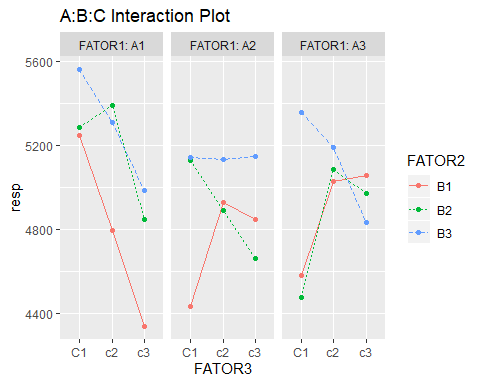 A:B:C Interaction Plot
FATOR1: A1 FATOR1: A2 FATOR1: A3
5600
5200
4800
4400
resp
C1 c2 c3 C1 c2 c3 C1 c2 c3
FATOR3
FATOR2
B1
B2
B3